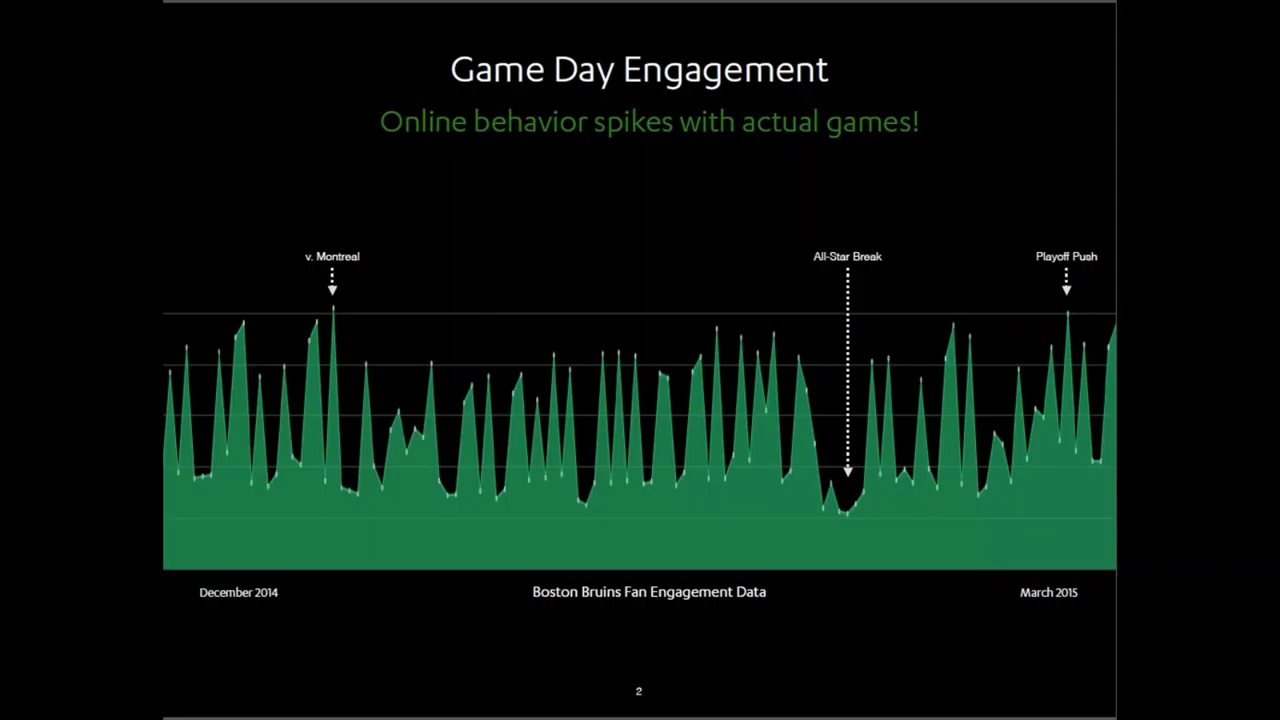 Game Day Engagement
Online behavior spikes with actual games!
v. Montreal
All-Star Break
Playoff Push
December 2014
Boston Bruins Fan Engagement Data
March 2015
2